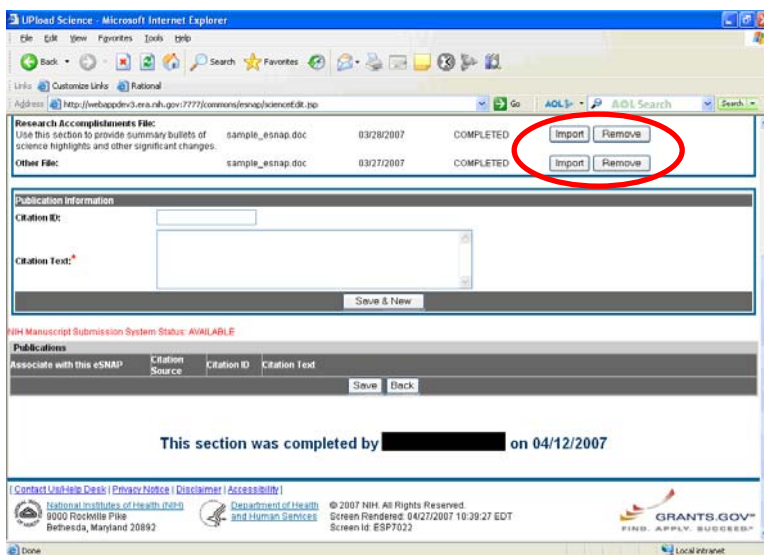 UPload Science - Microsoft Internet Explorer
File Edit View Favorites Tools Help
Back Search Favorites
Links Customize Links Rational
Address http://webappdev3.era.nih.gov:7777/commons/esnap/scienceEdit.jsp Go AOL AOL Search Search
Research Accomplishments File:
Use this section to provide summary bullets of sample_esnap.doc 03/28/2007 COMPLETED Import Remove
science highlights and other significant changes.
Other File: sample_esnap.doc 03/27/2007 COMPLETED Import Remove
Publication Information
Citation ID:
Citation Text:*
Save & New
NIH Manuscript Submission System Status: AVAILABLE
Publications
Associate with this eSNAP Citation Source Citation ID Citation Text
Save Back
This section was completed by on 04/12/2007
[ Contact Us/Help Desk | Privacy Notice | Disclaimer | Accessibility ]
National Institutes of Health (NIH) Department of Health © 2007 NIH. All Rights Reserved.
9000 Rockville Pike and Human Services Screen Rendered: 04/27/2007 10:39:27 EDT
Bethesda, Maryland 20892 Screen Id: ESP7022
GRANTS.GOV℠
FIND. APPLY. SUCCEED.℠
Done Local intranet